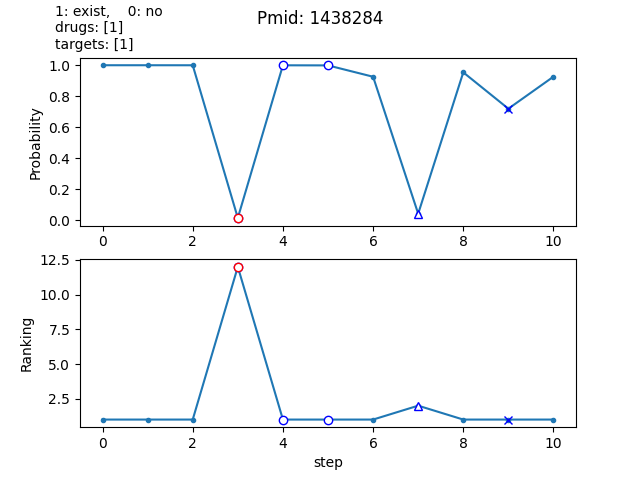 1: exist,    0: no
drugs: [1]
targets: [1]
Pmid: 1438284
Probability
1.0
0.8
0.6
0.4
0.2
0.0
0 2 4 6 8 10
Ranking
12.5
10.0
7.5
5.0
2.5
0 2 4 6 8 10
step